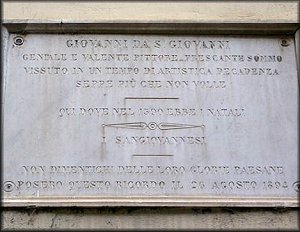 GIOVANNI DA S. GIOVANNI
GENIALE E VALENTE PITTORE, FRESCANTE SOMMO
VISSUTO IN UN TEMPO DI ARTISTICA DECADENZA
SEPPE PIÙ CHE NON VOLLE
QUI DOVE NEL 1590 EBBE I NATALI
I SANGIOVANNESI
NON DIMENTICHI DELLE LORO GLORIE PAESANE
POSERO QUESTO RICORDO IL 26 AGOSTO 1894